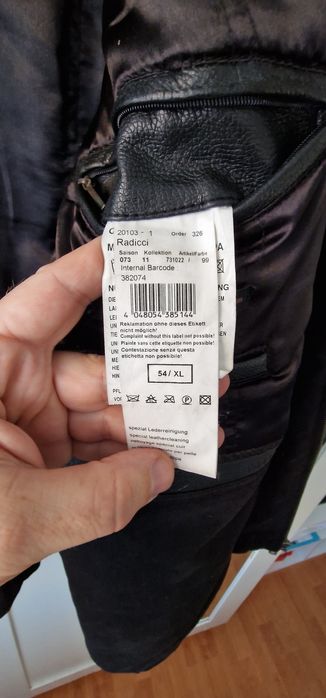 20103 - 1 Order 326
Radicci
Saison Kollektion Artikel/Farbe
073 11 731022 / 99
Internal Barcode
382074
4 048054 385144
Reklamation ohne dieses Etikett
nicht möglich!
Complaint without this label not possible!
Plainte sans cette etiquette non possible!
Contestazione senza questa
etichetta non possibile!
54 / XL
spezial Lederreinigung
special leathercleaning